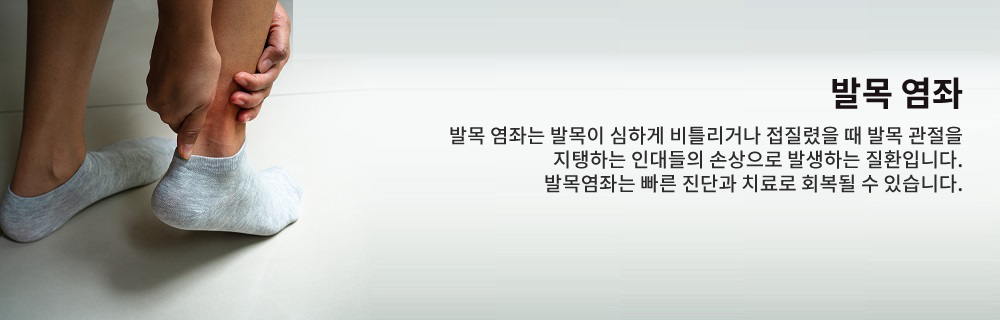 발목 염좌
발목 염좌는 발목이 심하게 비틀리거나 접질렸을 때 발목 관절을
지탱하는 인대들의 손상으로 발생하는 질환입니다.
발목염좌는 빠른 진단과 치료로 회복될 수 있습니다.